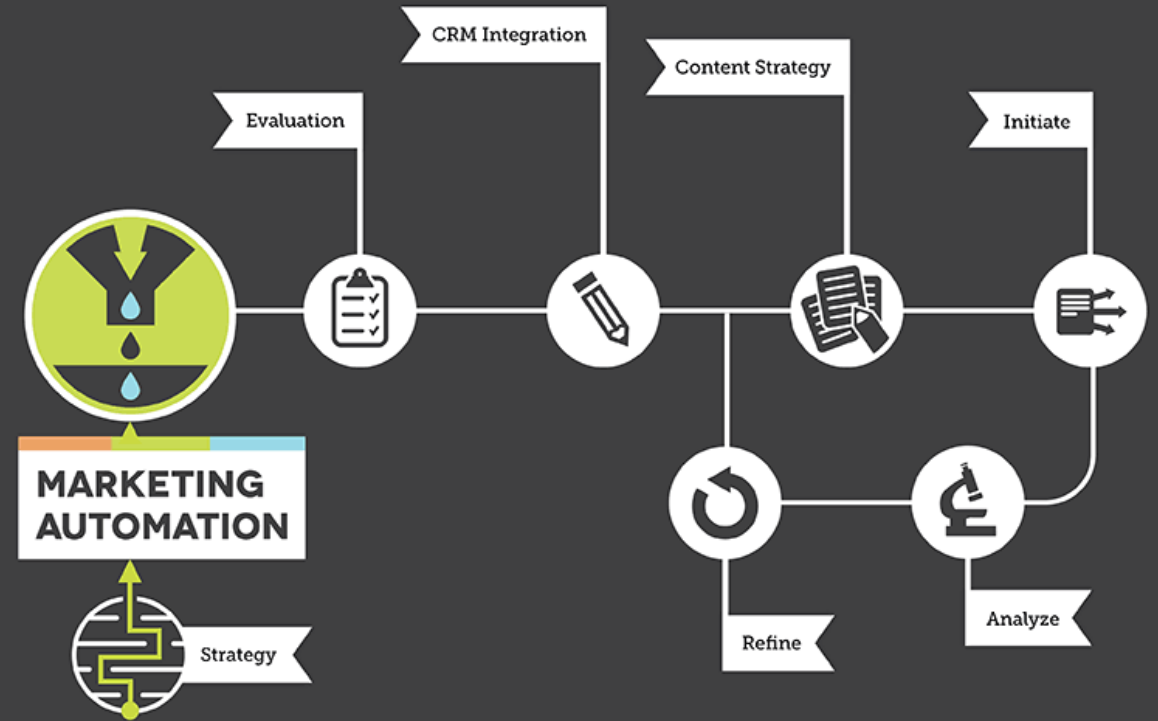 CRM Integration
Content Strategy
Evaluation
Initiate
MARKETING
AUTOMATION
Strategy
Refine
Analyze